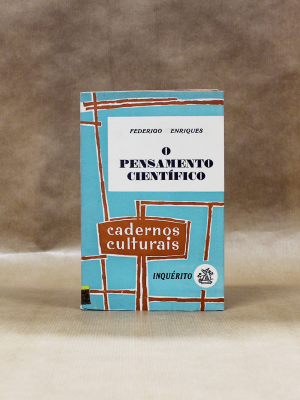 FEDERIGO ENRIQUES
O
PENSAMENTO
CIENTÍFICO
cadernos
culturais
INQUÉRITO